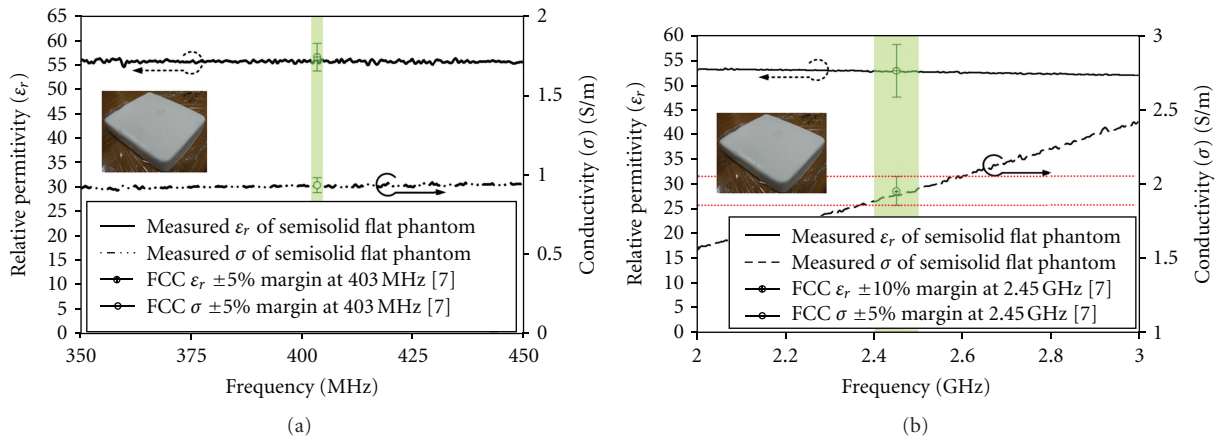 65
60
55
50
45
40
35
30
25
20
15
10
5
0
Relative permitivity (εr)
2
1.5
1
0.5
0
Conductivity (σ) (S/m)
Measured εr of semisolid flat phantom
Measured σ of semisolid flat phantom
FCC εr ±5% margin at 403 MHz [7]
FCC σ ±5% margin at 403 MHz [7]
350 375 400 425 450
Frequency (MHz)
(a)
60
55
50
45
40
35
30
25
20
15
10
5
0
Relative permitivity (εr)
3
2.5
2
1.5
1
Conductivity (σ) (S/m)
Measured εr of semisolid flat phantom
Measured σ of semisolid flat phantom
FCC εr ±10% margin at 2.45 GHz [7]
FCC σ ±5% margin at 2.45 GHz [7]
2 2.2 2.4 2.6 2.8 3
Frequency (GHz)
(b)